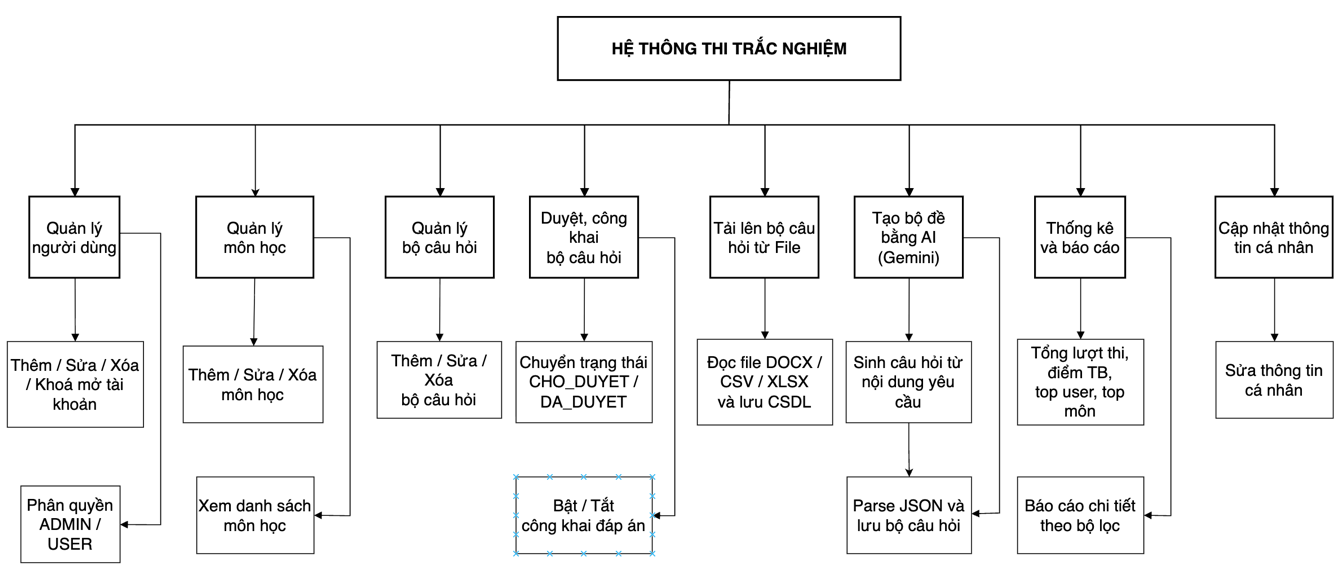 HỆ THỐNG THI TRẮC NGHIỆM
Quản lý
người dùng
Quản lý
môn học
Quản lý
bộ câu hỏi
Duyệt, công
khai
bộ câu hỏi
Tải lên bộ câu
hỏi từ File
Tạo bộ đề
bằng AI
(Gemini)
Thống kê
và báo cáo
Cập nhật thông
tin cá nhân
Thêm / Sửa / Xóa
/ Khoá mở tài
khoản
Thêm / Sửa / Xóa
môn học
Thêm / Sửa /
Xóa
bộ câu hỏi
Chuyển trạng thái
CHO_DUYET /
DA_DUYET
Đọc file DOCX /
CSV / XLSX
và lưu CSDL
Sinh câu hỏi từ
nội dung yêu
cầu
Tổng lượt thi,
điểm TB,
top user, top
môn
Sửa thông tin
cá nhân
Phân quyền
ADMIN /
USER
Xem danh sách
môn học
Bật / Tắt
công khai đáp án
Parse JSON và
lưu bộ câu hỏi
Báo cáo chi tiết
theo bộ lọc